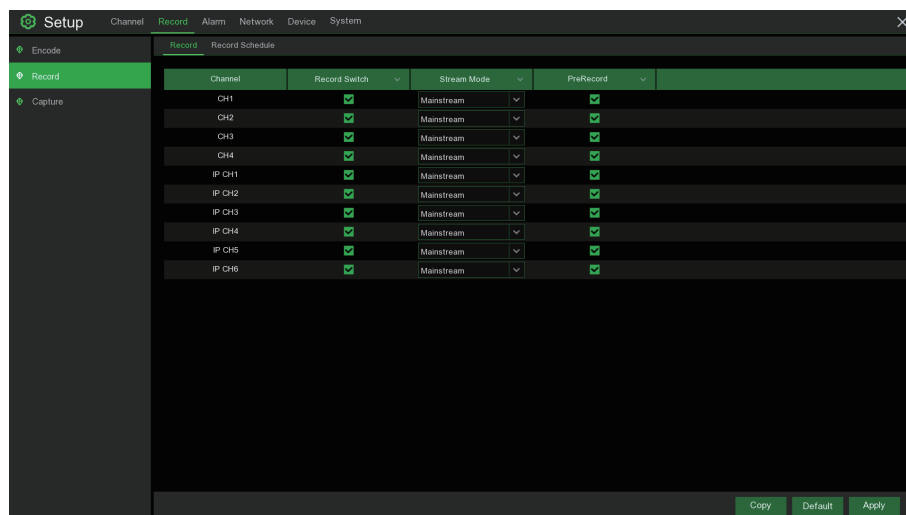 Setup Channel Record Alarm Network Device System
Encode
Record
Capture
Record Record Schedule
Channel Record Switch Stream Mode PreRecord
CH1 Mainstream
CH2 Mainstream
CH3 Mainstream
CH4 Mainstream
IP CH1 Mainstream
IP CH2 Mainstream
IP CH3 Mainstream
IP CH4 Mainstream
IP CH5 Mainstream
IP CH6 Mainstream
Copy Default Apply